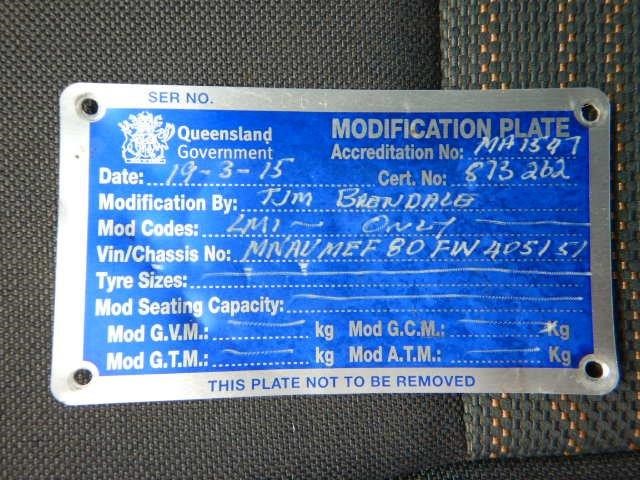 SER NO.
Queensland Government
MODIFICATION PLATE
Accreditation No: MA1347
Date: 19-3-15 Cert. No: 873262
Modification By: TJM BRENDALE
Mod Codes: LM1 ~ ONLY
Vin/Chassis No: MNAUMEF80FW405151
Tyre Sizes:
Mod Seating Capacity:
Mod G.V.M.: kg Mod G.C.M.: Kg
Mod G.T.M.: kg Mod A.T.M.: Kg
THIS PLATE NOT TO BE REMOVED